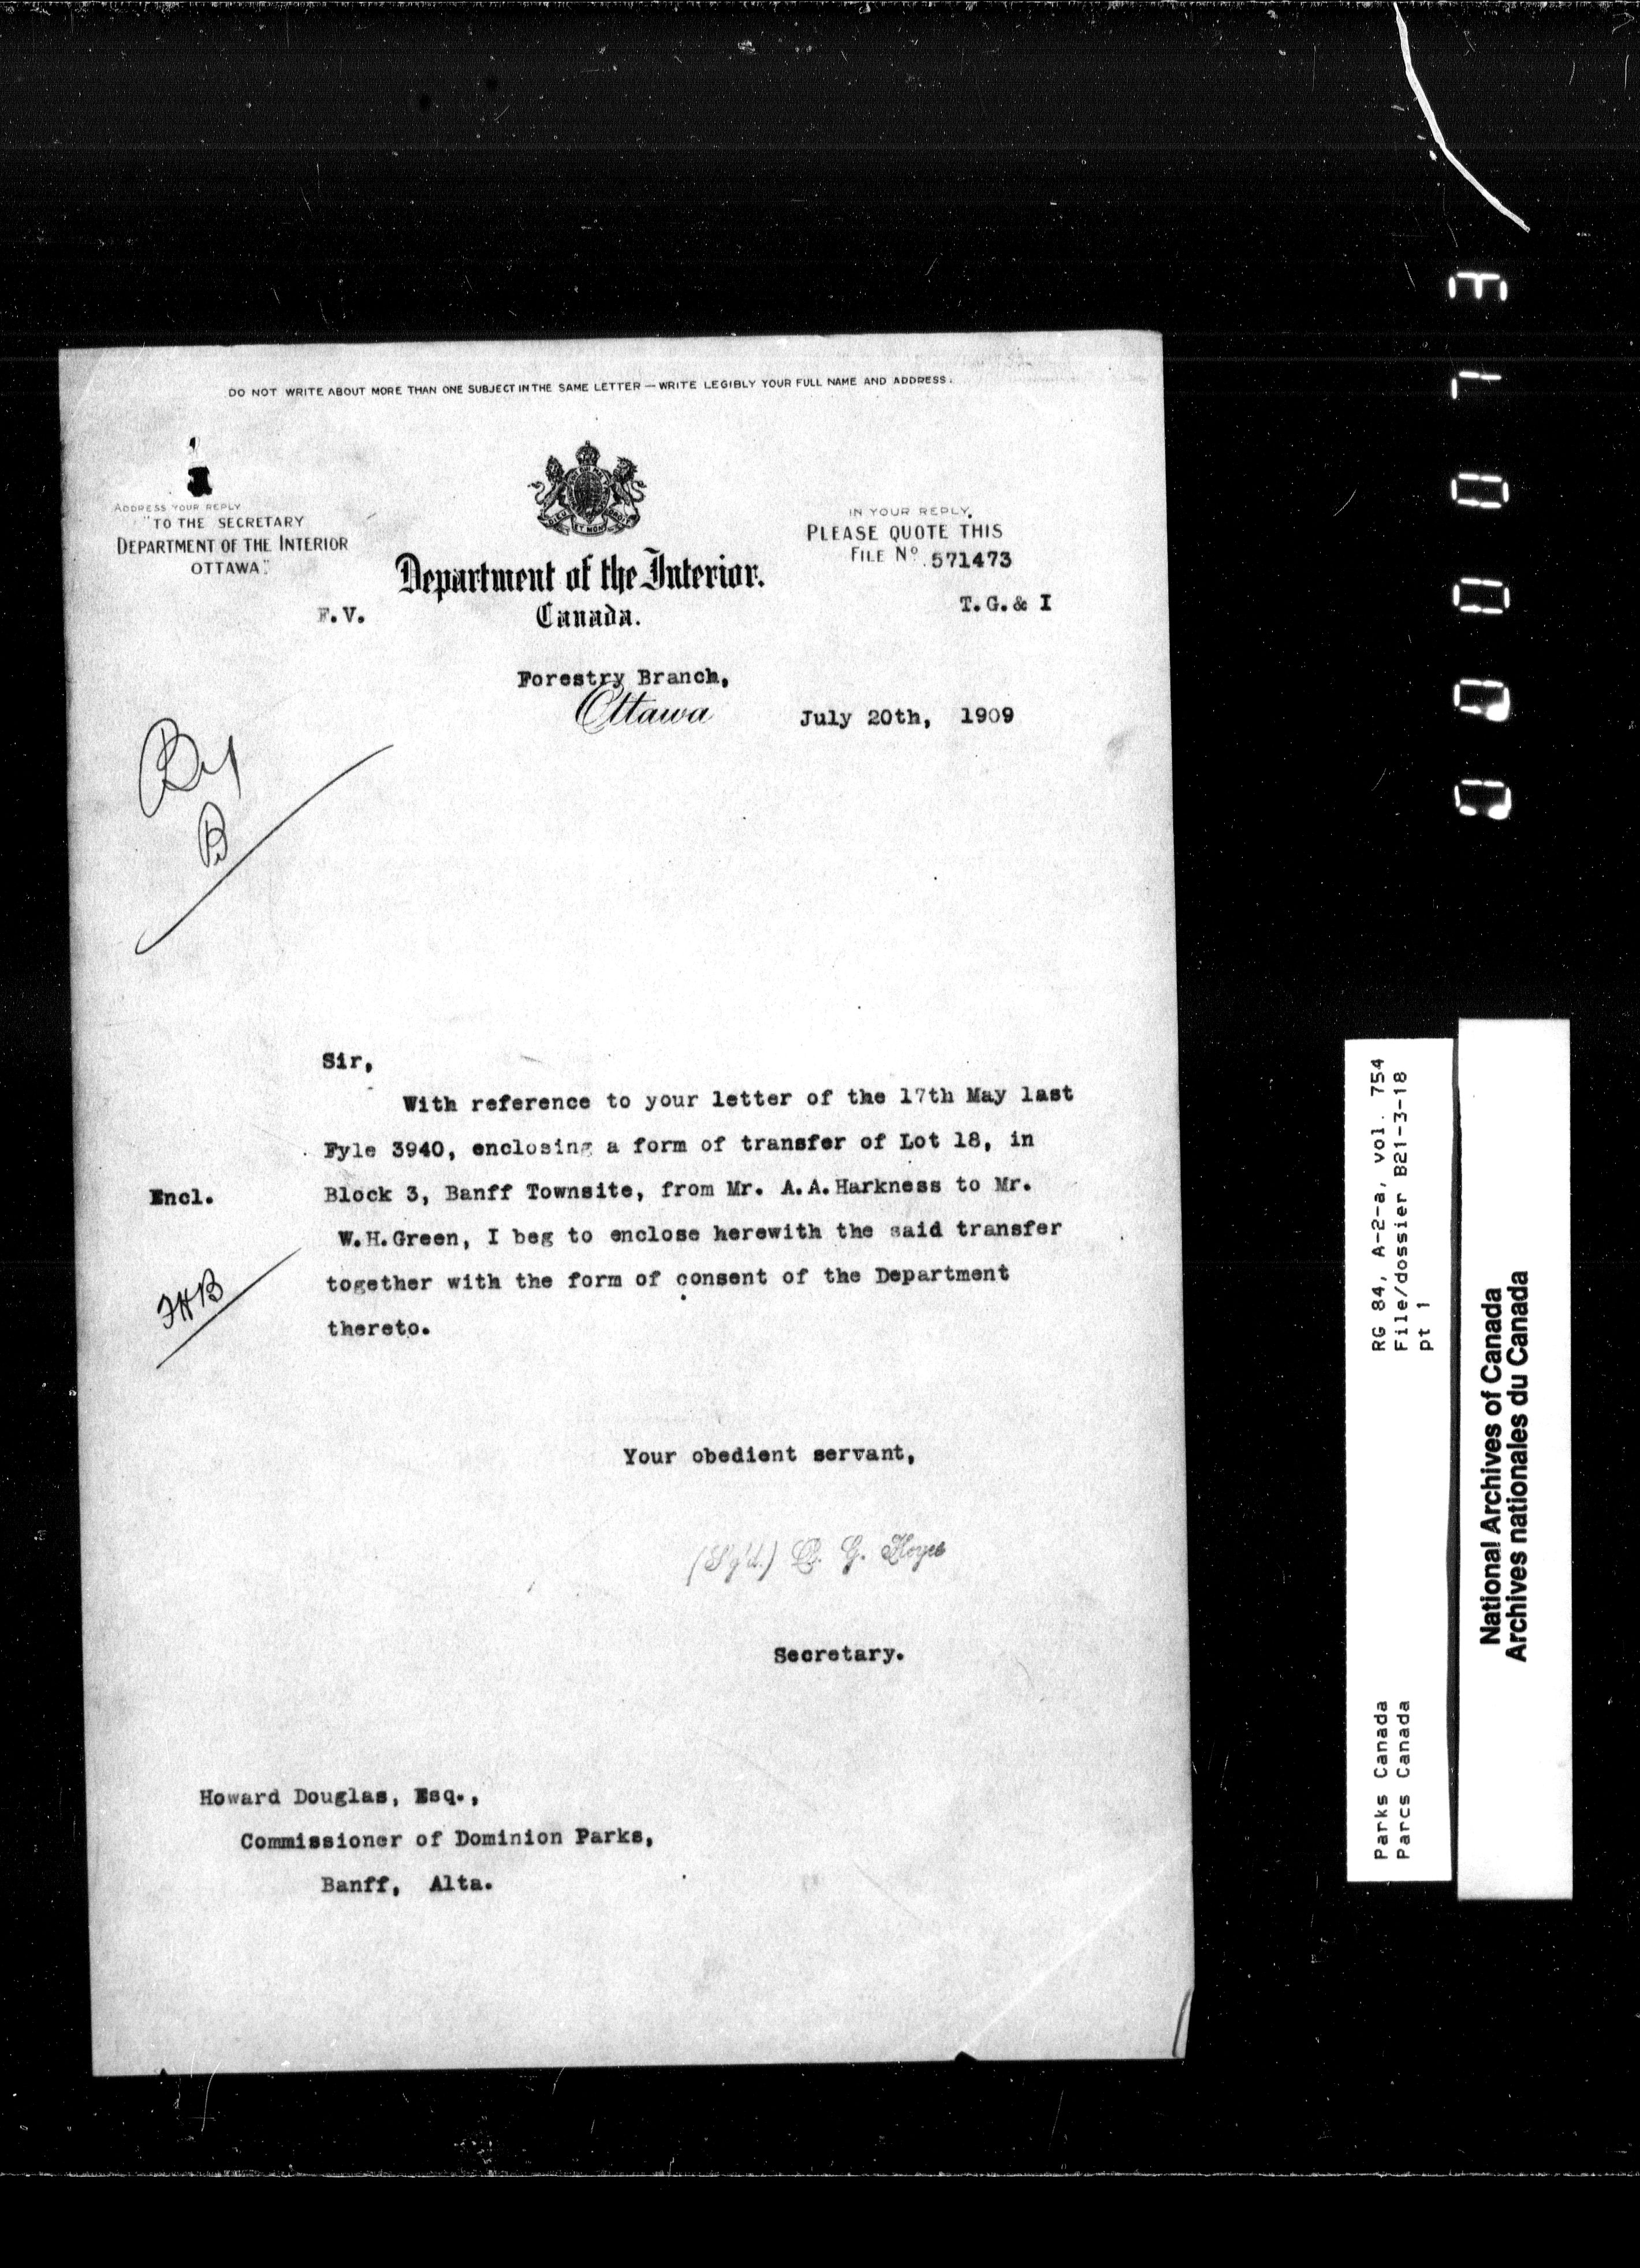 DO NOT WRITE ABOUT MORE THAN ONE SUBJECT IN THE SAME LETTER — WRITE LEGIBLY YOUR FULL NAME AND ADDRESS.
ADDRESS YOUR REPLY
"TO THE SECRETARY
DEPARTMENT OF THE INTERIOR
OTTAWA."
IN YOUR REPLY,
PLEASE QUOTE THIS
FILE Nº 571473
DIEU ET MON DROIT
Department of the Interior.
Canada.
F.V.
T.G.& I
Forestry Branch,
Ottawa July 20th, 1909
B
Sir,
With reference to your letter of the 17th May last
Fyle 3940, enclosing a form of transfer of Lot 18, in
Encl.
Block 3, Banff Townsite, from Mr. A.A.Harkness to Mr.
W.H.Green, I beg to enclose herewith the said transfer
together with the form of consent of the Department
thereto.
Your obedient servant,
(Sg'd.) G.
Secretary.
Howard Douglas, Esq.,
Commissioner of Dominion Parks,
Banff, Alta.
Parks Canada RG 84, A-2-a, vol. 754
Parcs Canada File/dossier B21-3-18
pt 1
National Archives of Canada
Archives nationales du Canada